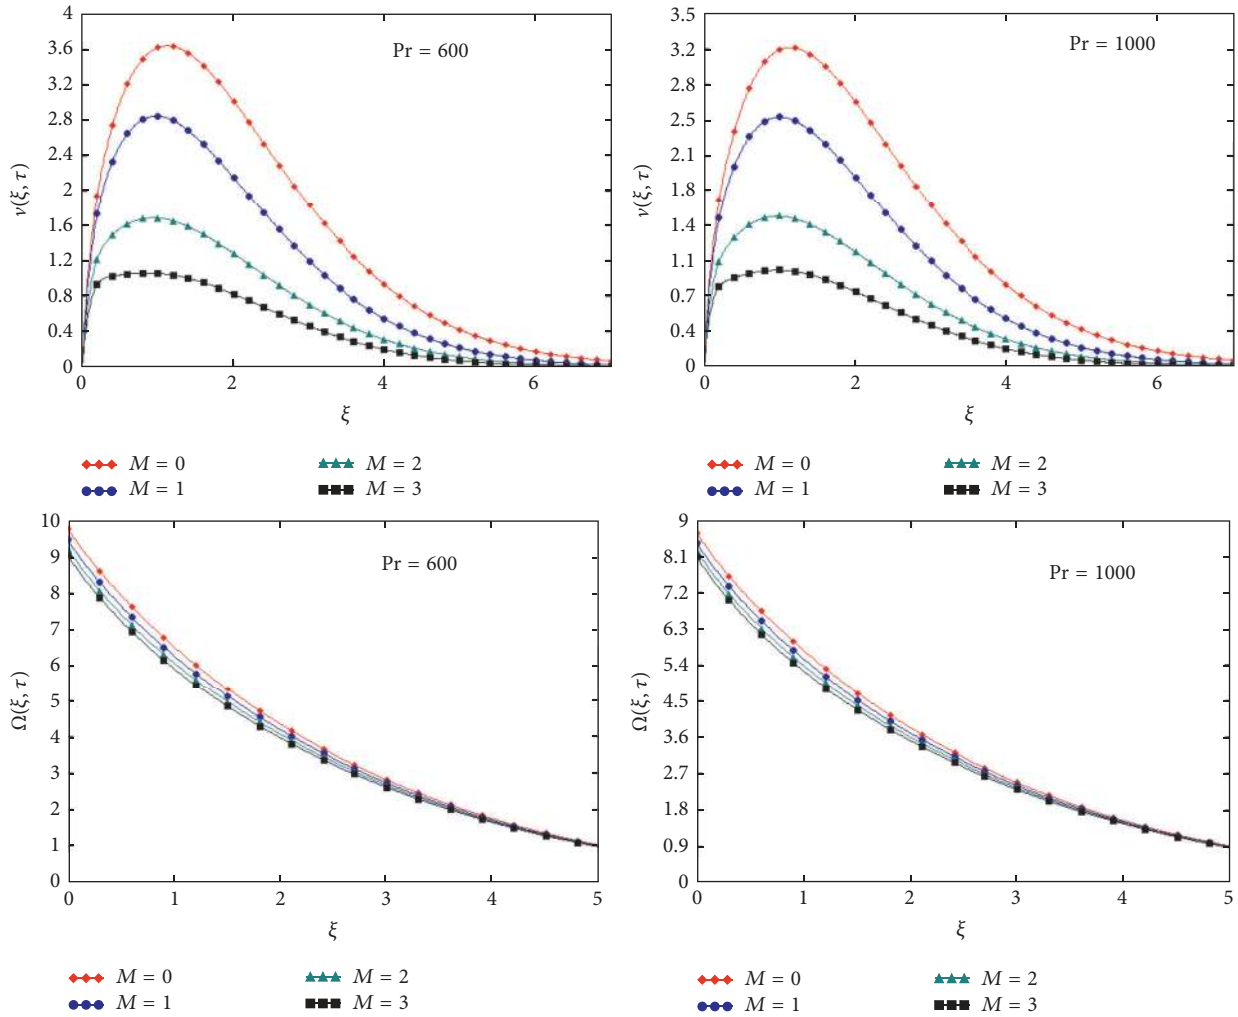 4
3.6
3.2
2.8
2.4
2
1.6
1.2
0.8
0.4
0
ν(ξ, τ)
Pr = 600
0 2 4 6
ξ
M = 0 M = 2
M = 1 M = 3
3.5
3.2
2.8
2.5
2.1
1.8
1.4
1.1
0.7
0.4
0
ν(ξ, τ)
Pr = 1000
0 2 4 6
ξ
M = 0 M = 2
M = 1 M = 3
10
9
8
7
6
5
4
3
2
1
0
Ω(ξ, τ)
Pr = 600
0 1 2 3 4 5
ξ
M = 0 M = 2
M = 1 M = 3
9
8.1
7.2
6.3
5.4
4.5
3.6
2.7
1.8
0.9
0
Ω(ξ, τ)
Pr = 1000
0 1 2 3 4 5
ξ
M = 0 M = 2
M = 1 M = 3